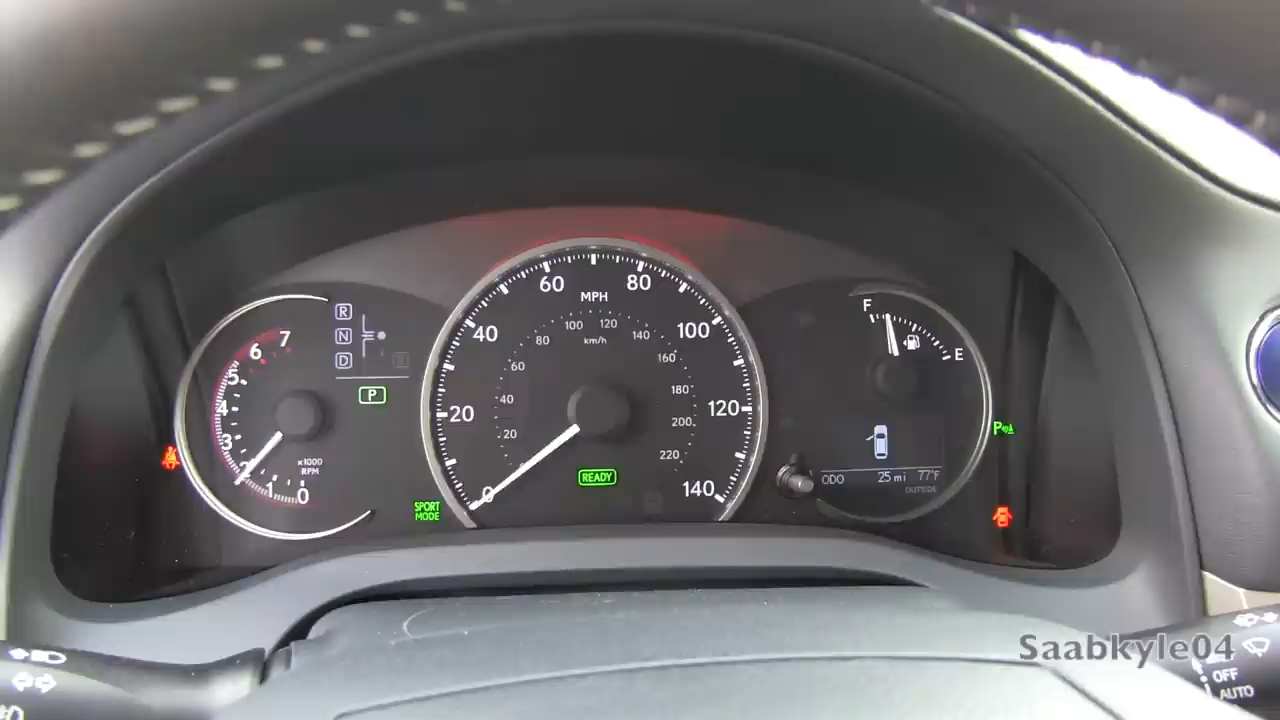 R
N
D
P
7
6
5
4
3
2
1
0
x1000
RPM
SPORT
MODE
MPH
0
20
40
60
80
100
120
140
km/h
20
40
60
80
100
120
140
160
180
200
220
READY
F
E
ODO 25 mi 77°F
OUTSIDE
P
OFF
AUTO
Saabkyle04